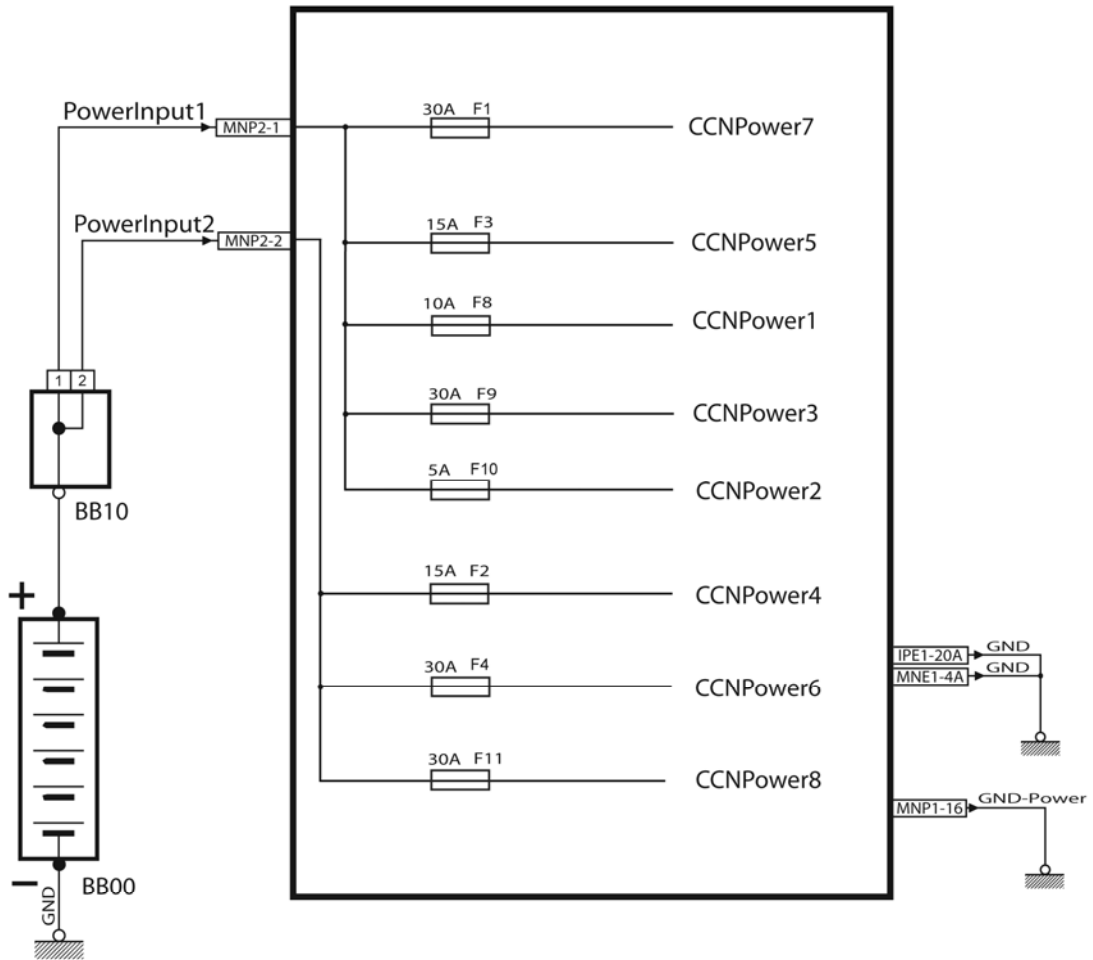 30A F1
PowerInput1
MNP2-1
CCNPower7
15A F3
PowerInput2
MNP2-2
CCNPower5
10A F8
CCNPower1
1 2
30A F9
CCNPower3
5A F10
CCNPower2
BB10
15A F2
CCNPower4
+
IPE1-20A GND
30A F4
MNE1-4A GND
CCNPower6
30A F11
CCNPower8
MNP1-16 GND-Power
−
BB00
GND